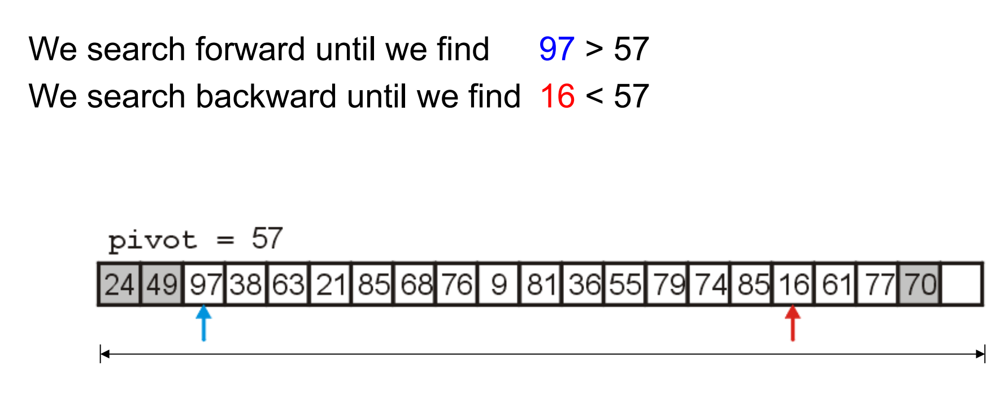 We search forward until we find 97 > 57
We search backward until we find 16 < 57
pivot = 57
24 49 97 38 63 21 85 68 76 9 81 36 55 79 74 85 16 61 77 70